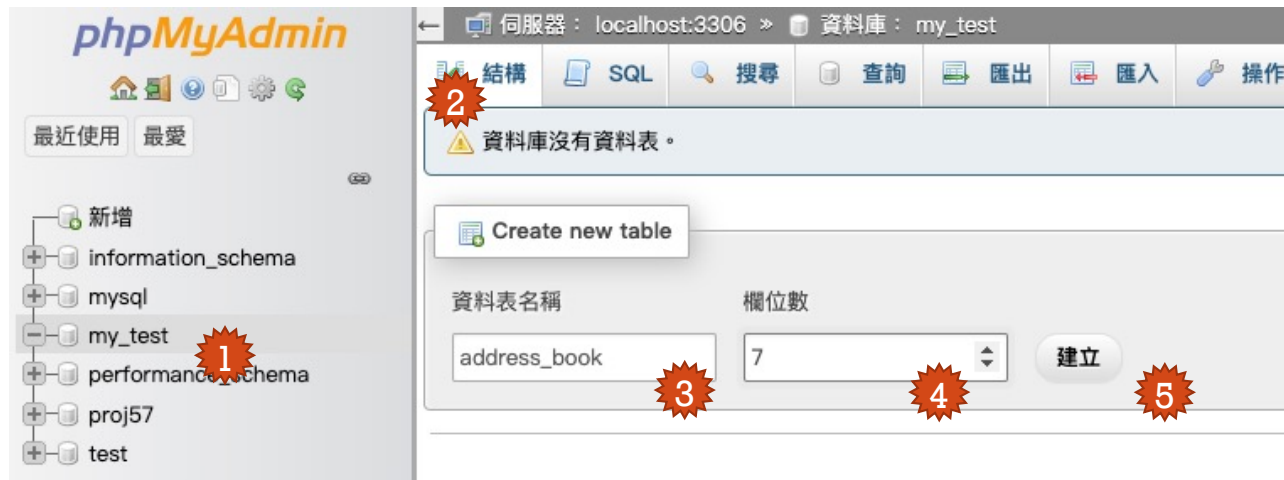 phpMyAdmin
最近使用 最愛
新增
information_schema
mysql
my_test
1
performance_schema
proj57
test
← 伺服器： localhost:3306 » 資料庫： my_test
結構 SQL 搜尋 查詢 匯出 匯入 操作
2
資料庫沒有資料表。
Create new table
資料表名稱 欄位數
address_book 7 建立
3 4 5